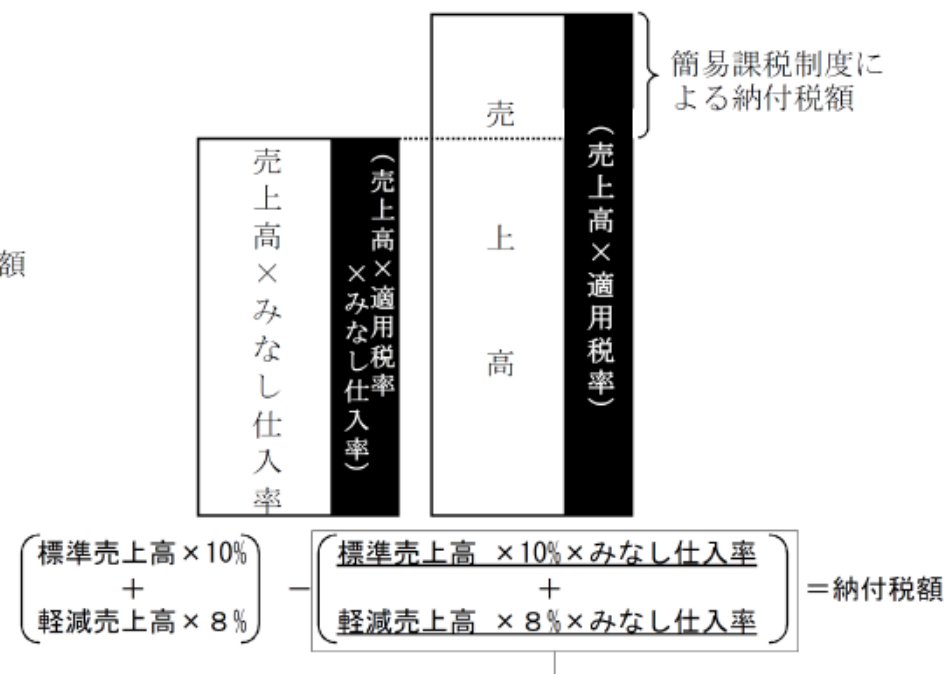 簡易課税制度に
よる納付税額
売上高
(売上高×適用税率)
売上高×みなし仕入率
(売上高×適用税率
×みなし仕入率)
額
標準売上高×10%
+
軽減売上高×8%
－
標準売上高 ×10%×みなし仕入率
+
軽減売上高 ×8%×みなし仕入率
＝納付税額